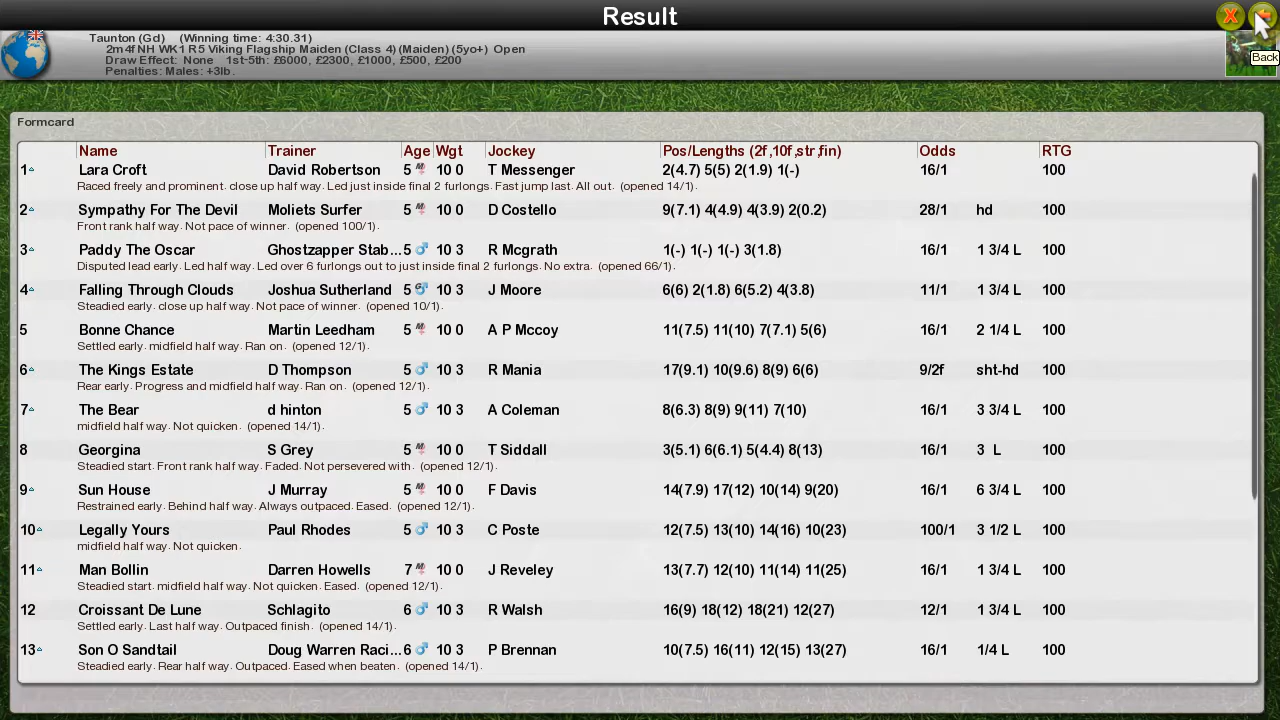 Result
Taunton (Gd) (Winning time: 4:30.31)
2m4f NH WK1 R5 Viking Flagship Maiden (Class 4) (Maiden) (5yo+) Open
Draw Effect: None 1st-5th: £6000, £2300, £1000, £500, £200
Penalties: Males: +3lb.
Back
Formcard
Name Trainer Age Wgt Jockey Pos/Lengths (2f,10f,str,fin) Odds RTG
1 Lara Croft David Robertson 5 10 0 T Messenger 2(4.7) 5(5) 2(1.9) 1(-) 16/1 100
Raced freely and prominent. close up half way. Led just inside final 2 furlongs. Fast jump last. All out. (opened 14/1).
2 Sympathy For The Devil Moliets Surfer 5 10 0 D Costello 9(7.1) 4(4.9) 4(3.9) 2(0.2) 28/1 hd 100
Front rank half way. Not pace of winner. (opened 100/1).
3 Paddy The Oscar Ghostzapper Stab... 5 10 3 R Mcgrath 1(-) 1(-) 1(-) 3(1.8) 16/1 1 3/4 L 100
Disputed lead early. Led half way. Led over 6 furlongs out to just inside final 2 furlongs. No extra. (opened 66/1).
4 Falling Through Clouds Joshua Sutherland 5 10 3 J Moore 6(6) 2(1.8) 6(5.2) 4(3.8) 11/1 1 3/4 L 100
Steadied early. close up half way. Not pace of winner. (opened 10/1).
5 Bonne Chance Martin Leedham 5 10 0 A P Mccoy 11(7.5) 11(10) 7(7.1) 5(6) 16/1 2 1/4 L 100
Settled early. midfield half way. Ran on. (opened 12/1).
6 The Kings Estate D Thompson 5 10 3 R Mania 17(9.1) 10(9.6) 8(9) 6(6) 9/2f sht-hd 100
Rear early. Progress and midfield half way. Ran on. (opened 12/1).
7 The Bear d hinton 5 10 3 A Coleman 8(6.3) 8(9) 9(11) 7(10) 16/1 3 3/4 L 100
midfield half way. Not quicken. (opened 14/1).
8 Georgina S Grey 5 10 0 T Siddall 3(5.1) 6(6.1) 5(4.4) 8(13) 16/1 3 L 100
Steadied start. Front rank half way. Faded. Not persevered with. (opened 12/1).
9 Sun House J Murray 5 10 0 F Davis 14(7.9) 17(12) 10(14) 9(20) 16/1 6 3/4 L 100
Restrained early. Behind half way. Always outpaced. Eased. (opened 12/1).
10 Legally Yours Paul Rhodes 5 10 3 C Poste 12(7.5) 13(10) 14(16) 10(23) 100/1 3 1/2 L 100
midfield half way. Not quicken.
11 Man Bollin Darren Howells 7 10 0 J Reveley 13(7.7) 12(10) 11(14) 11(25) 16/1 1 3/4 L 100
Steadied start. midfield half way. Not quicken. Eased. (opened 12/1).
12 Croissant De Lune Schlagito 6 10 3 R Walsh 16(9) 18(12) 18(21) 12(27) 12/1 1 3/4 L 100
Settled early. Last half way. Outpaced finish. (opened 14/1).
13 Son O Sandtail Doug Warren Raci... 6 10 3 P Brennan 10(7.5) 16(11) 12(15) 13(27) 16/1 1/4 L 100
Steadied early. Rear half way. Outpaced. Eased when beaten. (opened 14/1).